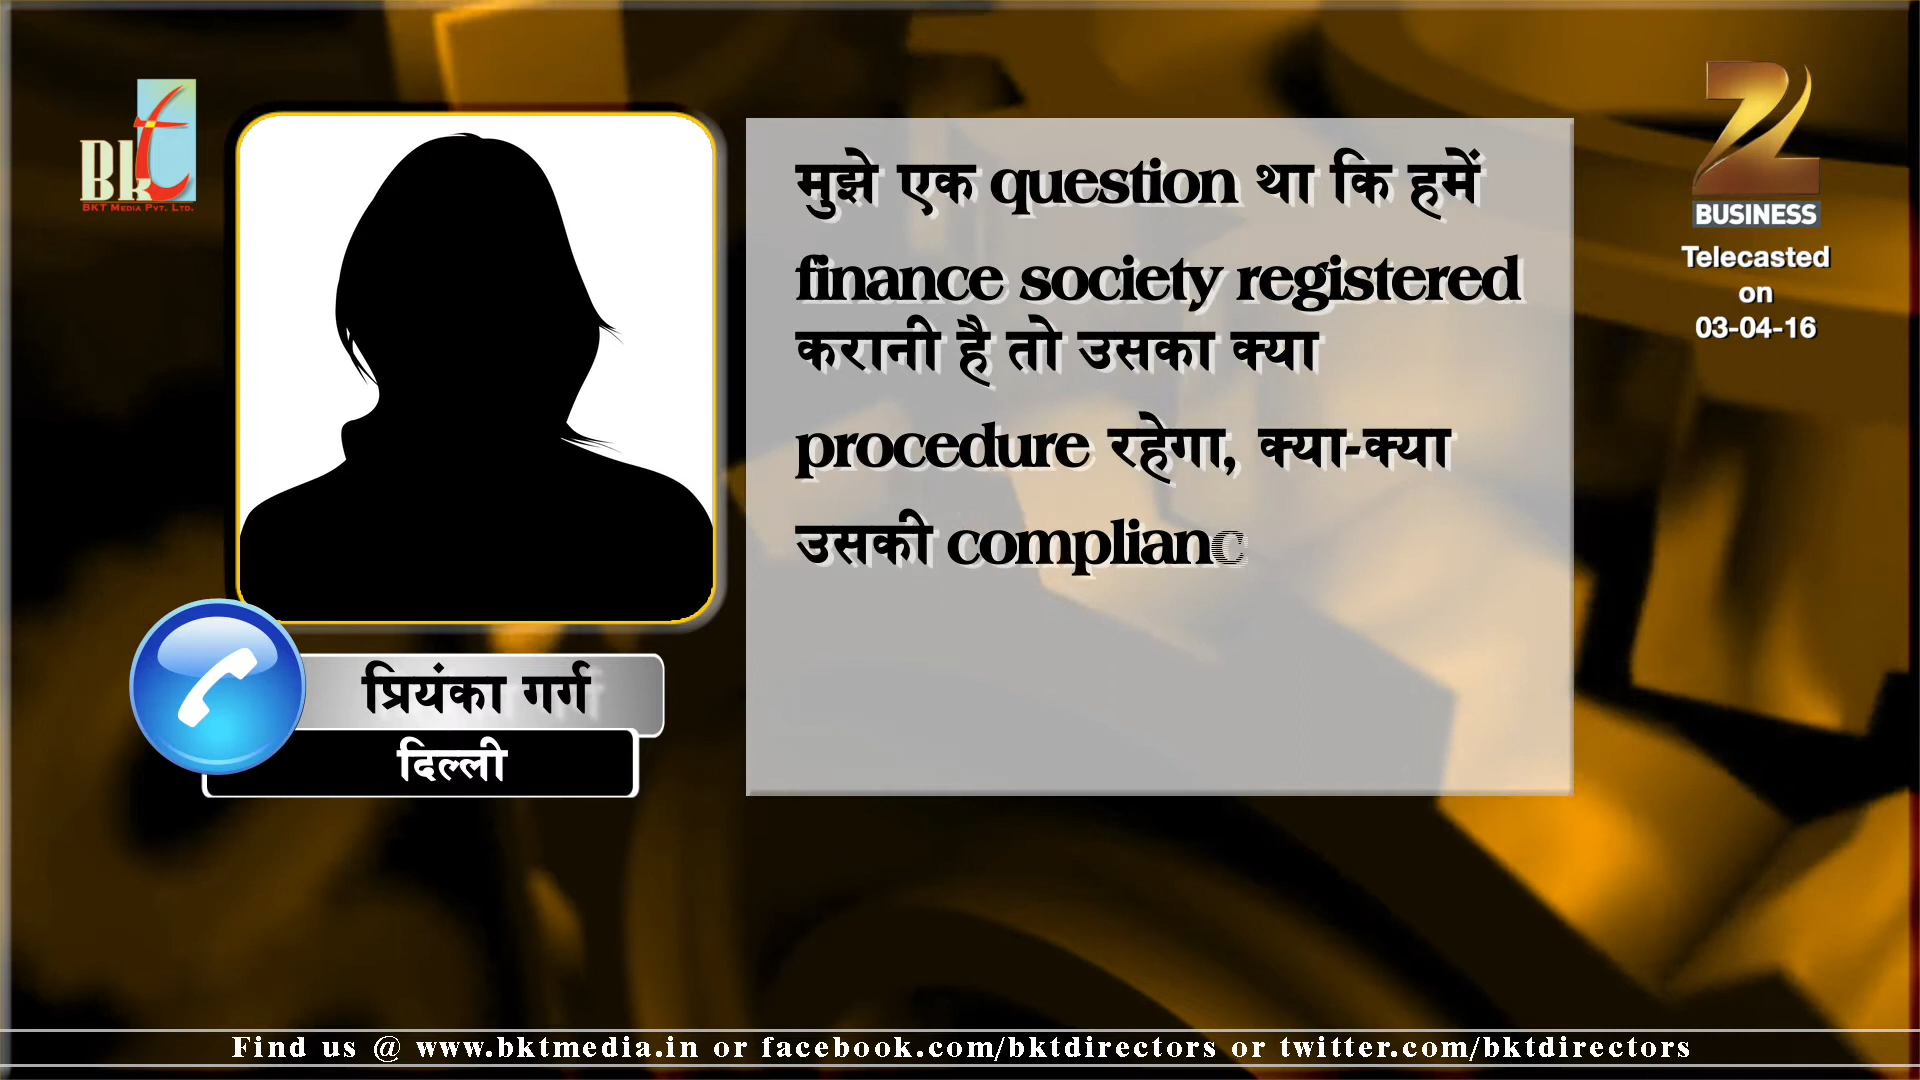 BkT
BKT MEDIA PVT. LTD.
मुझे एक question था कि हमें
finance society registered
करानी है तो उसका क्या
procedure रहेगा, क्या-क्या
उसकी complianc
Z
BUSINESS
Telecasted
on
03-04-16
प्रियंका गर्ग
दिल्ली
Find us @ www.bktmedia.in or facebook.com/bktdirectors or twitter.com/bktdirectors